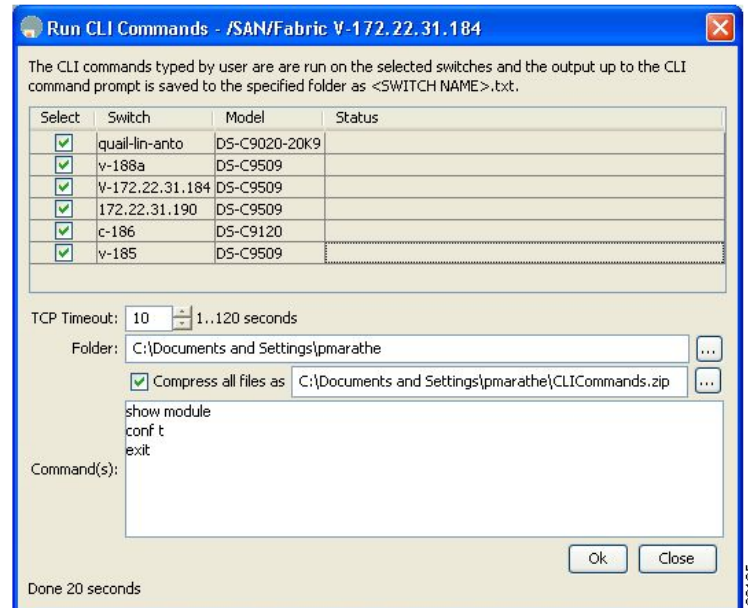 Run CLI Commands - /SAN/Fabric V-172.22.31.184
The CLI commands typed by user are are run on the selected switches and the output up to the CLI
command prompt is saved to the specified folder as <SWITCH NAME>.txt.
Select Switch Model Status
quail-lin-anto DS-C9020-20K9
v-188a DS-C9509
V-172.22.31.184 DS-C9509
172.22.31.190 DS-C9509
c-186 DS-C9120
v-185 DS-C9509
TCP Timeout: 10 1..120 seconds
Folder: C:\Documents and Settings\pmarathe ...
Compress all files as C:\Documents and Settings\pmarathe\CLICommands.zip ...
Command(s):
show module
conf t
exit
Ok Close
Done 20 seconds